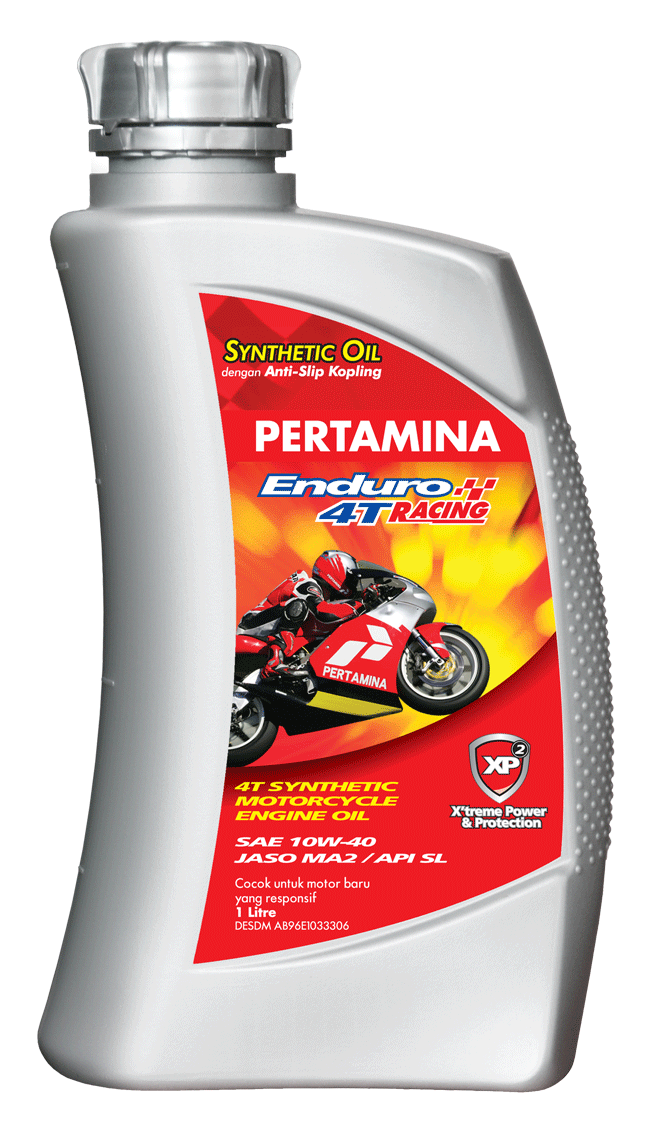 SYNTHETIC OIL
dengan Anti-Slip Kopling
PERTAMINA
Enduro
4T RACING
PERTAMINA
XP2
X'treme Power
& Protection
4T SYNTHETIC
MOTORCYCLE
ENGINE OIL
SAE 10W-40
JASO MA2 / API SL
Cocok untuk motor baru
yang responsif
1 Litre
DESDM AB96E1033306